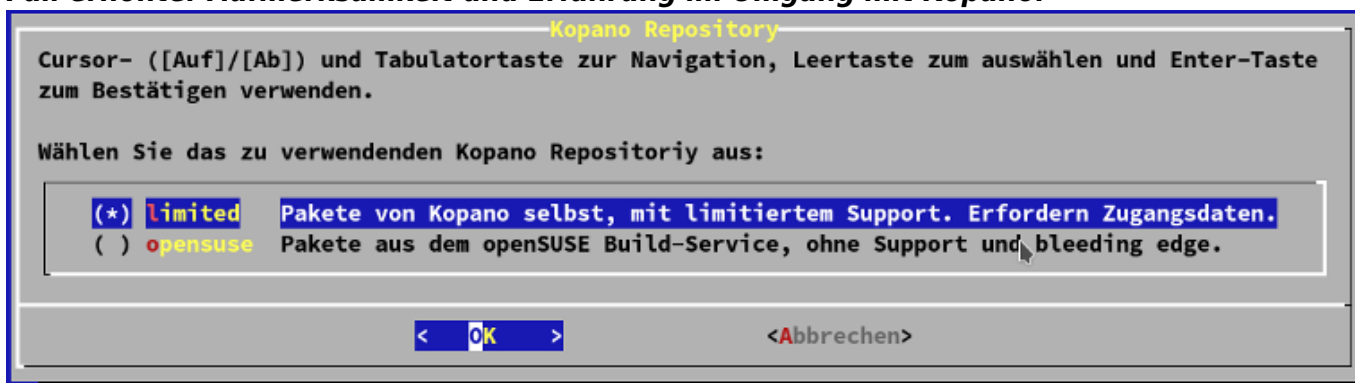 Kopano Repository
Cursor- ([Auf]/[Ab]) und Tabulatortaste zur Navigation, Leertaste zum auswählen und Enter-Taste
zum Bestätigen verwenden.
Wählen Sie das zu verwendenden Kopano Repositoriy aus:
(*) limited Pakete von Kopano selbst, mit limitiertem Support. Erfordern Zugangsdaten.
( ) opensuse Pakete aus dem openSUSE Build-Service, ohne Support und bleeding edge.
< OK > <Abbrechen>